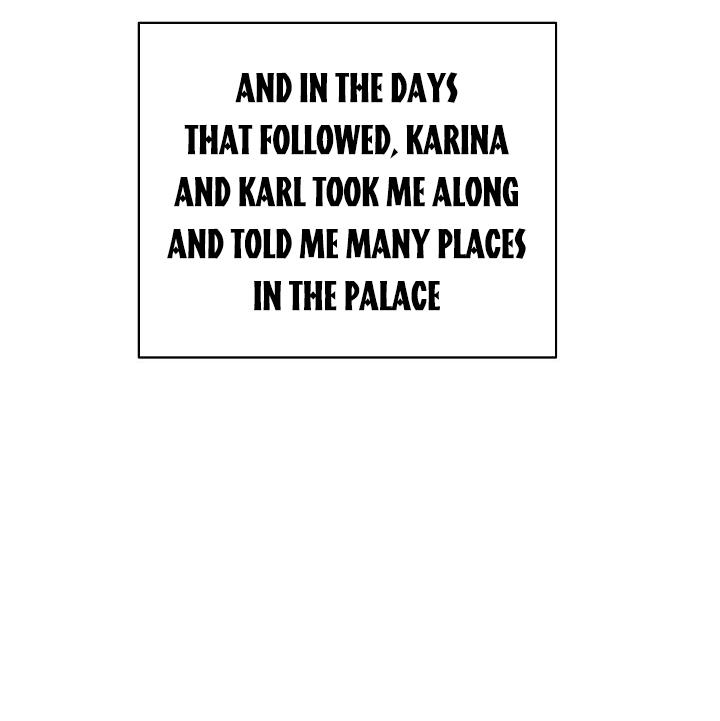 AND IN THE DAYS
THAT FOLLOWED, KARINA
AND KARL TOOK ME ALONG
AND TOLD ME MANY PLACES
IN THE PALACE